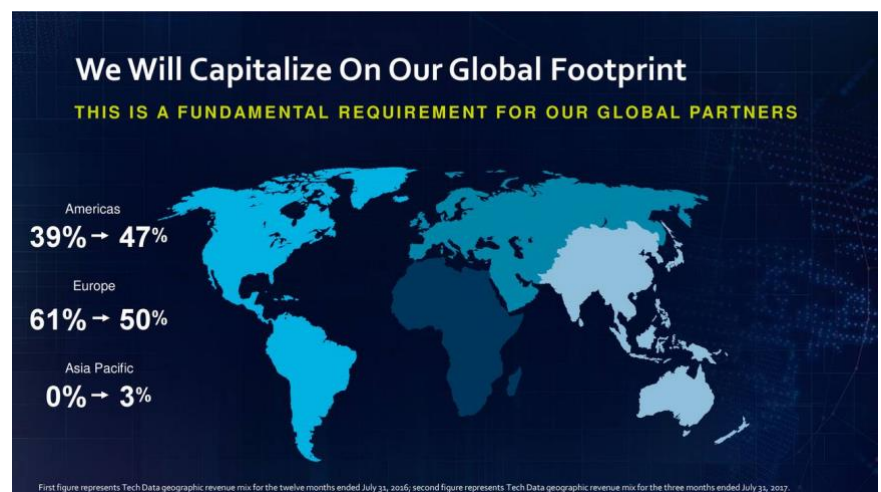 We Will Capitalize On Our Global Footprint
THIS IS A FUNDAMENTAL REQUIREMENT FOR OUR GLOBAL PARTNERS
Americas
39% → 47%
Europe
61% → 50%
Asia Pacific
0% → 3%
First figure represents Tech Data geographic revenue mix for the twelve months ended July 31, 2016; second figure represents Tech Data geographic revenue mix for the three months ended July 31, 2017.